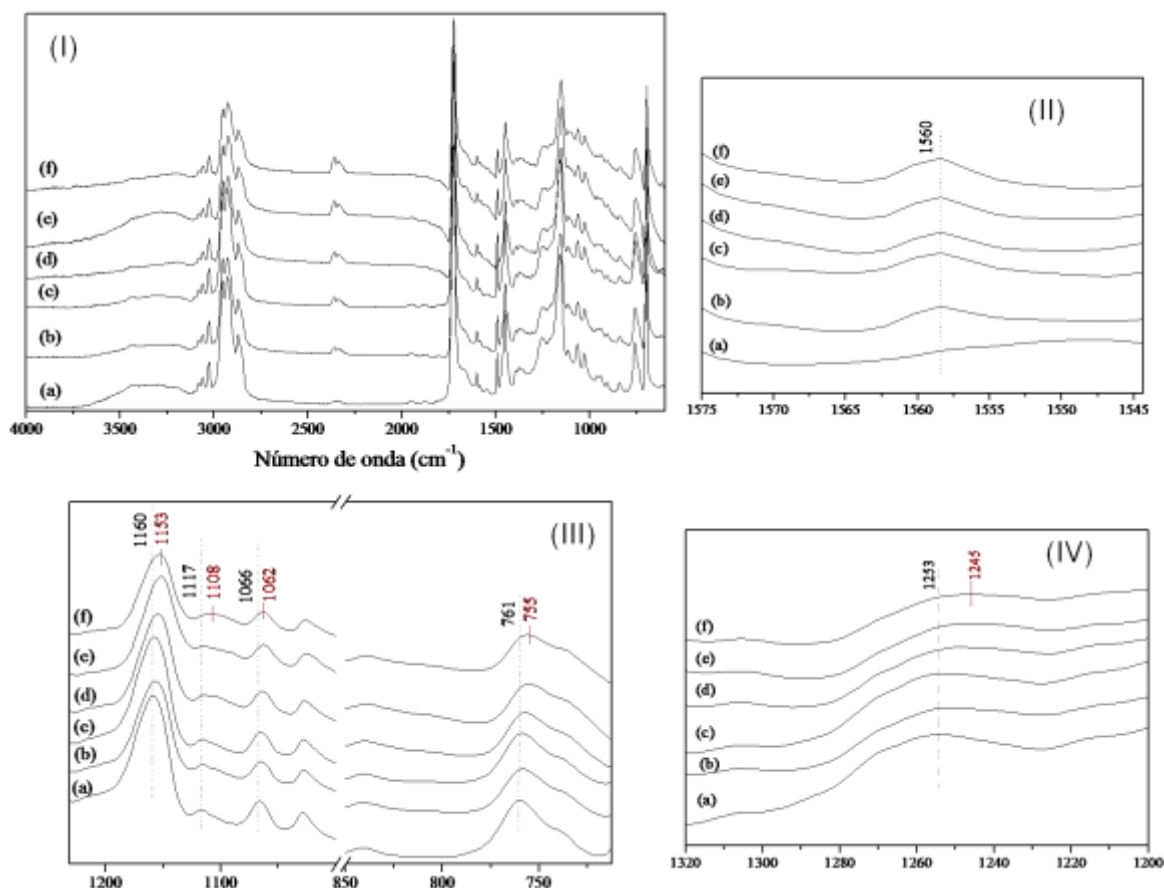 (I)
(f)
(e)
(d)
(c)
(b)
(a)
4000 3500 3000 2500 2000 1500 1000
Número de onda (cm⁻¹)
(II)
1560
(f)
(e)
(d)
(c)
(b)
(a)
1575 1570 1565 1560 1555 1550 1545
(III)
1160
1153
1117
1108
1066
1062
761
755
(f)
(e)
(d)
(c)
(b)
(a)
1200 1100 850 750
(IV)
1253
1245
(f)
(e)
(d)
(c)
(b)
(a)
1320 1300 1280 1260 1240 1220 1200